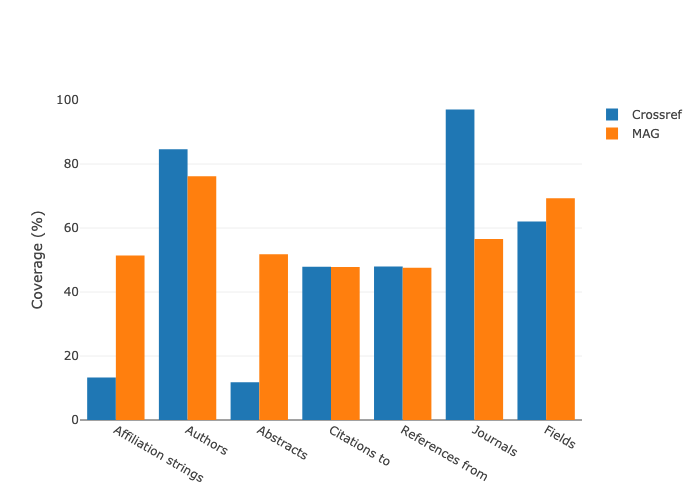 100
80
60
40
20
0
Coverage (%)
Affiliation strings
Authors
Abstracts
Citations to
References from
Journals
Fields
Crossref
MAG